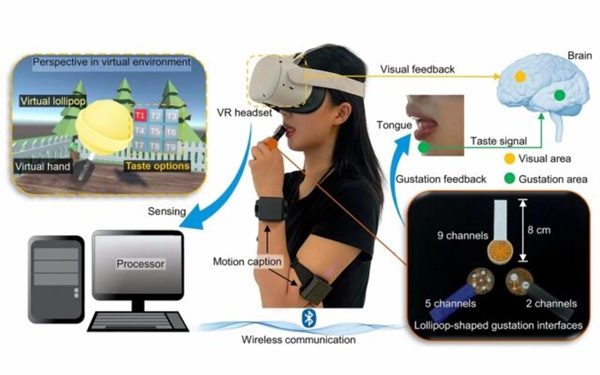 Perspective in virtual environment
Virtual lollipop
T1 T2 T3
T4 T5 T6
T7 T8 T9
Virtual hand
Taste options
VR headset
Visual feedback
Brain
Tongue
Taste signal
Visual area
Gustation area
Gustation feedback
Sensing
Processor
Motion caption
Wireless communication
9 channels
8 cm
5 channels
2 channels
Lollipop-shaped gustation interfaces